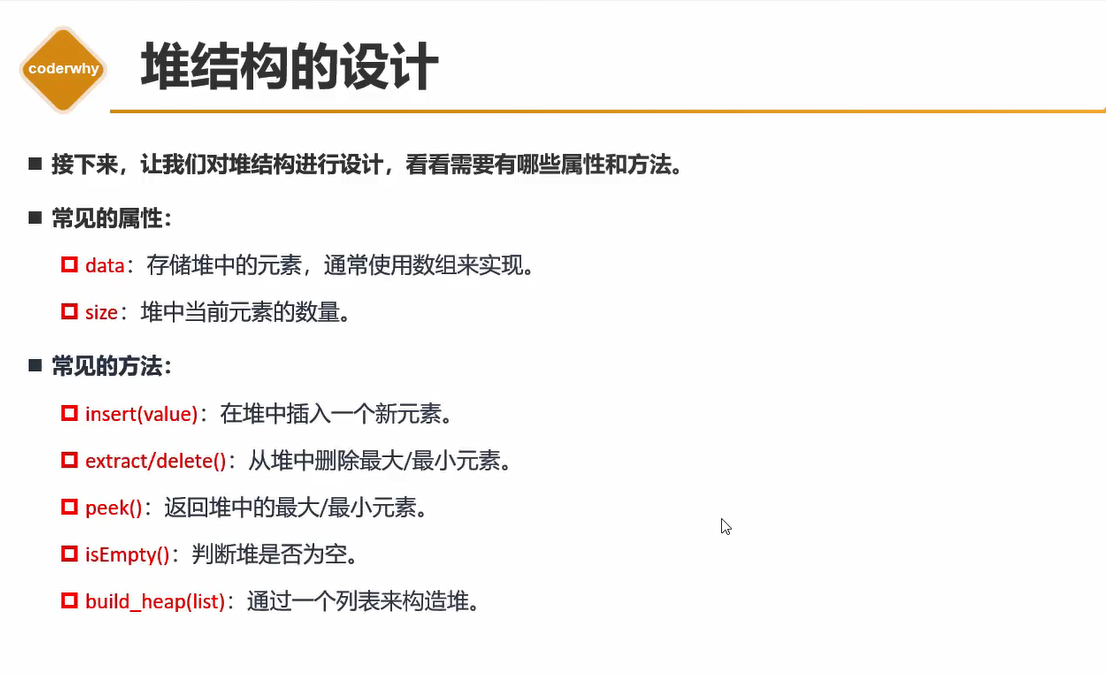 coderwhy
堆结构的设计
接下来，让我们对堆结构进行设计，看看需要有哪些属性和方法。
常见的属性：
data：存储堆中的元素，通常使用数组来实现。
size：堆中当前元素的数量。
常见的方法：
insert(value)：在堆中插入一个新元素。
extract/delete()：从堆中删除最大/最小元素。
peek()：返回堆中的最大/最小元素。
isEmpty()：判断堆是否为空。
build_heap(list)：通过一个列表来构造堆。